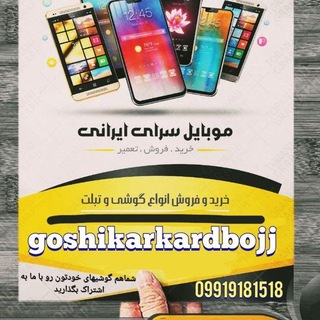 موبایل سرای ایرانی
خرید . فروش . تعمیر
خرید و فروش انواع گوشی و تبلت
goshikarkardbojj
شماهم گوشیهای خودتون رو با ما به
اشتراک بگذارید
09919181518